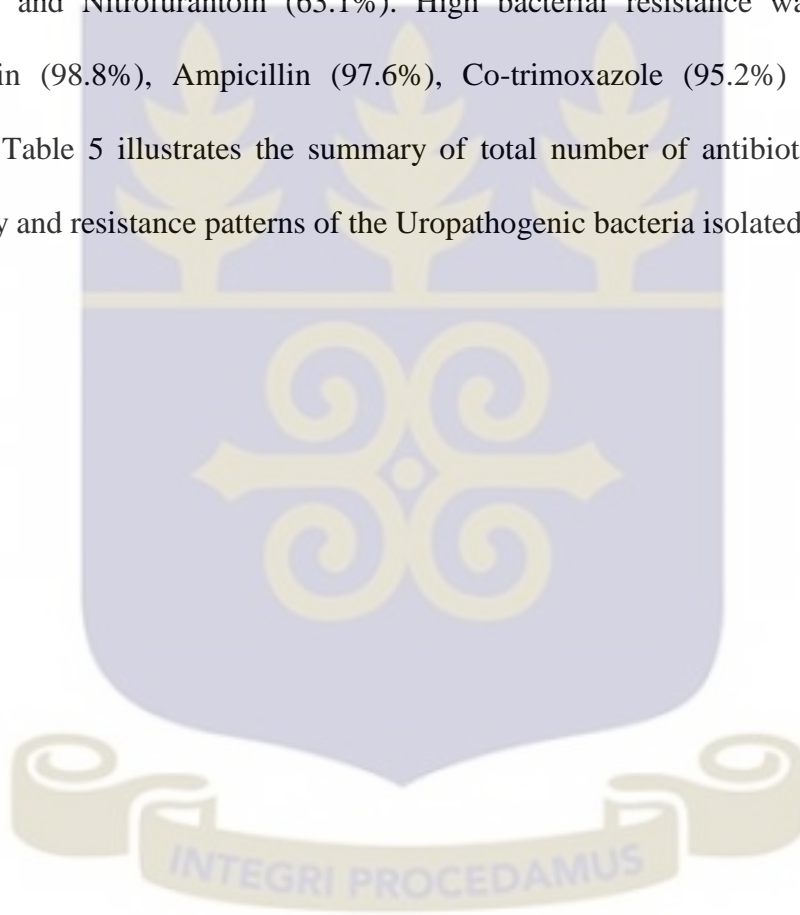 and Nitrofurantoin (63.1%). High bacterial resistance wa
in (98.8%), Ampicillin (97.6%), Co-trimoxazole (95.2%)
Table 5 illustrates the summary of total number of antibiot
y and resistance patterns of the Uropathogenic bacteria isolated
INTEGRI PROCEDAMUS